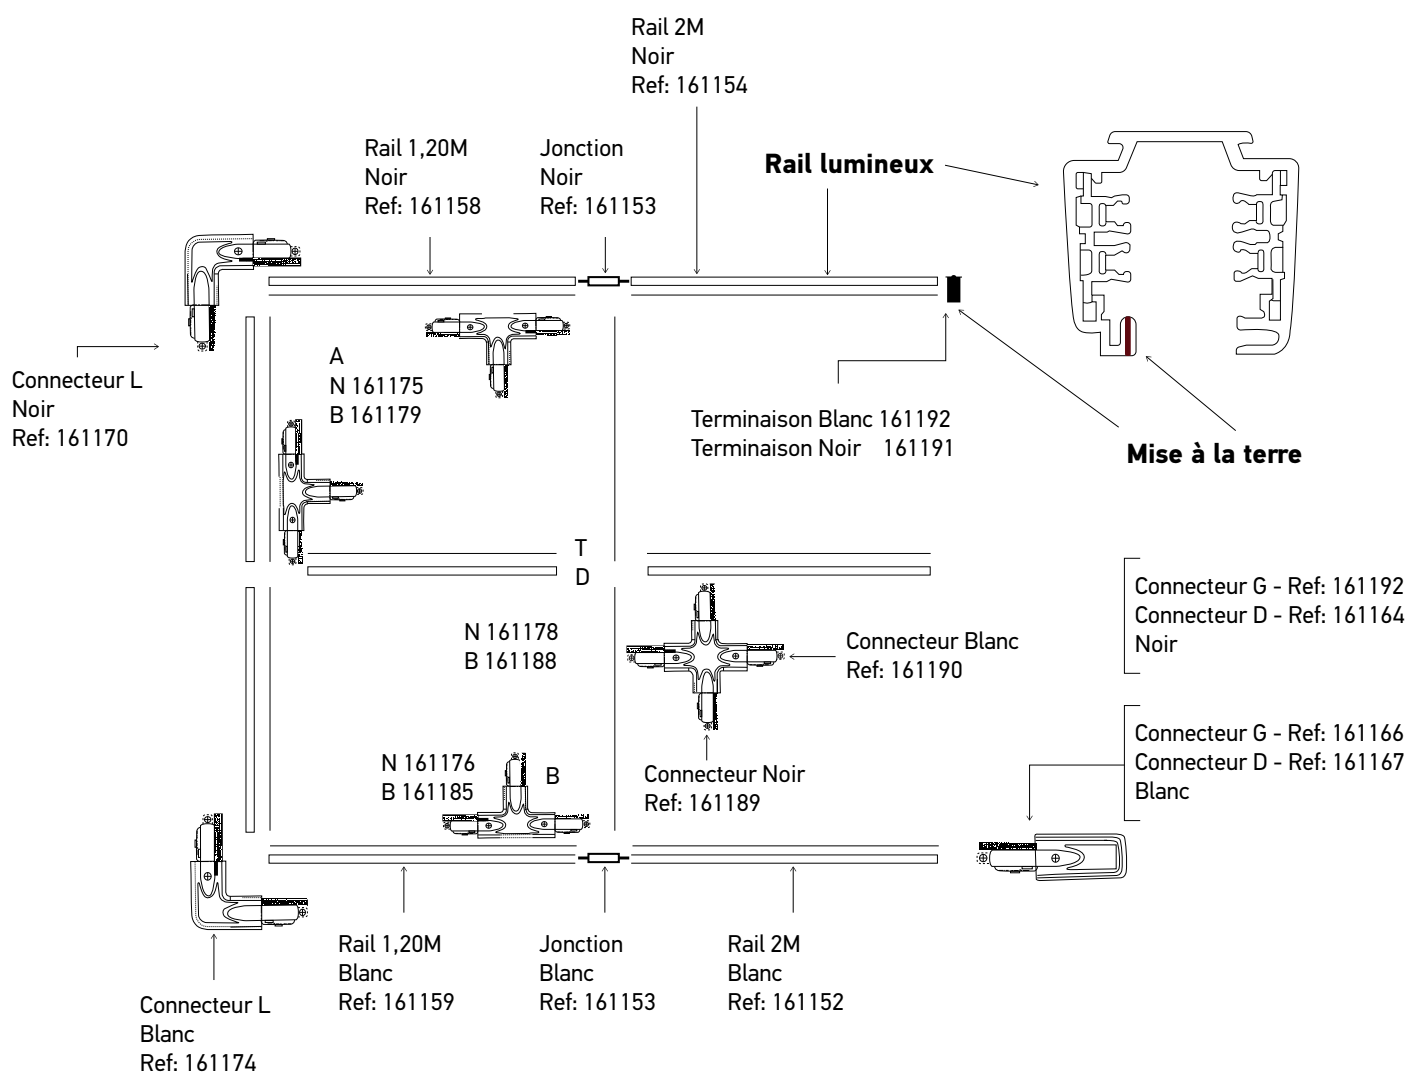 Rail 2M
Noir
Ref: 161154
Rail 1,20M
Noir
Ref: 161158
Jonction
Noir
Ref: 161153
Rail lumineux
Connecteur L
Noir
Ref: 161170
A
N 161175
B 161179
Terminaison Blanc 161192
Terminaison Noir 161191
Mise à la terre
T
D
N 161178
B 161188
Connecteur Blanc
Ref: 161190
Connecteur G - Ref: 161192
Connecteur D - Ref: 161164
Noir
Connecteur G - Ref: 161166
Connecteur D - Ref: 161167
Blanc
N 161176
B 161185
B
Connecteur Noir
Ref: 161189
Rail 1,20M
Blanc
Ref: 161159
Jonction
Blanc
Ref: 161153
Rail 2M
Blanc
Ref: 161152
Connecteur L
Blanc
Ref: 161174